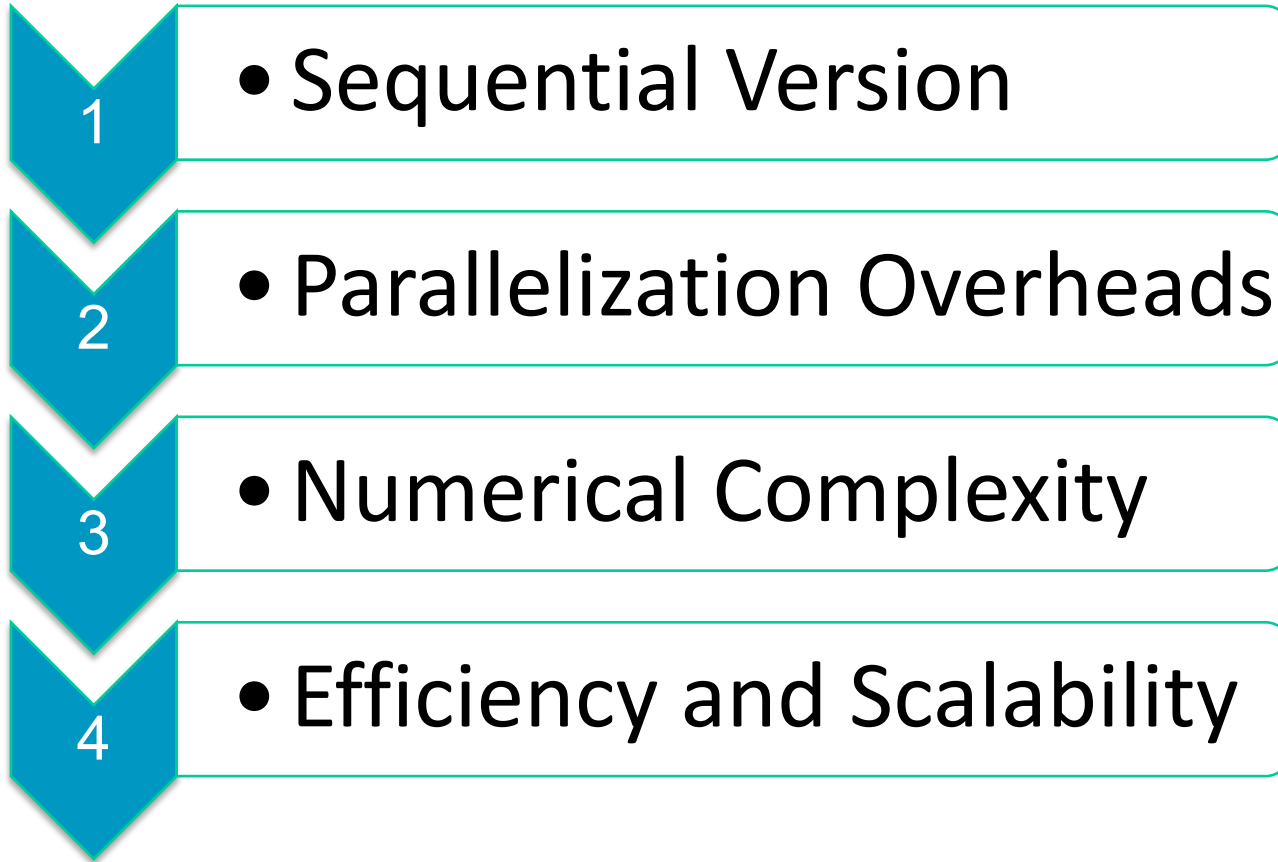 1
• Sequential Version
2
• Parallelization Overheads
3
• Numerical Complexity
4
• Efficiency and Scalability